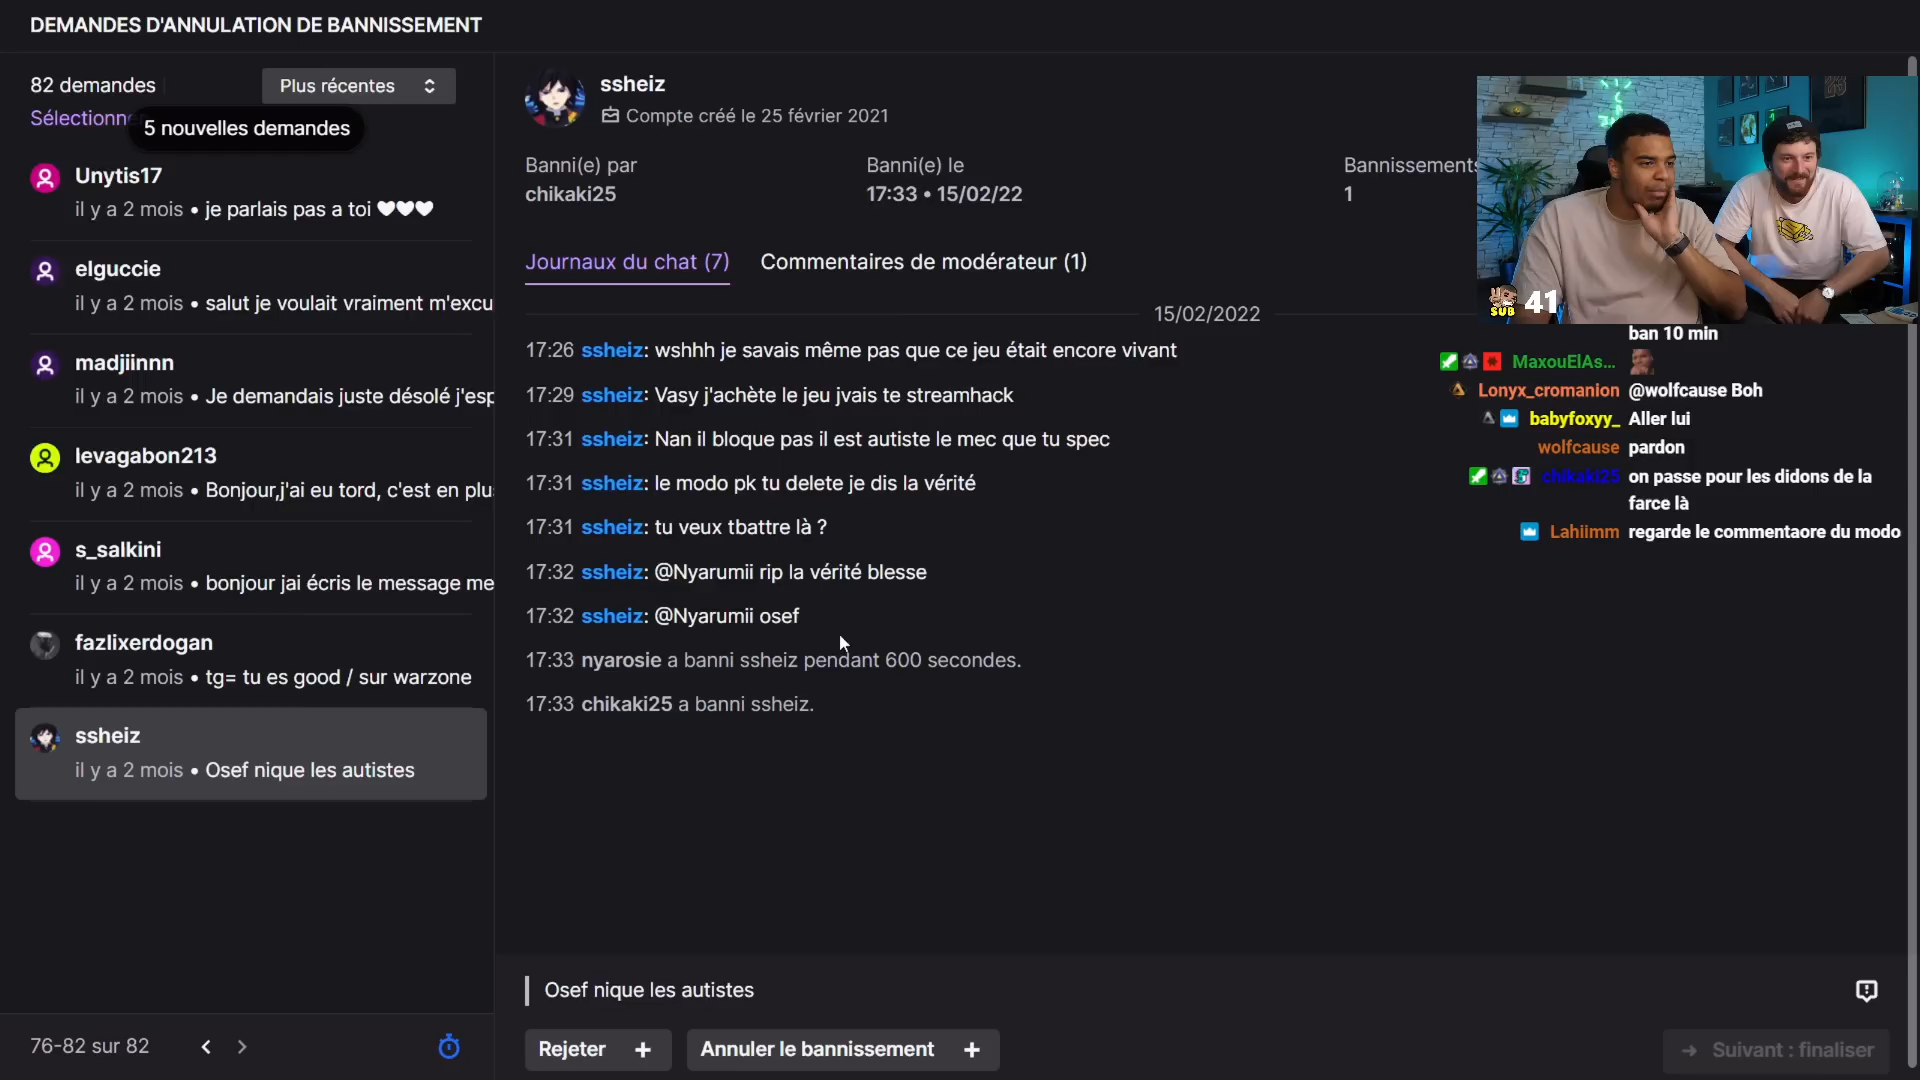 DEMANDES D'ANNULATION DE BANNISSEMENT
82 demandes
Plus récentes
Sélectionne
5 nouvelles demandes
Unytis17
il y a 2 mois • je parlais pas a toi ♥♥♥
elguccie
il y a 2 mois • salut je voulait vraiment m'excu
madjiinnn
il y a 2 mois • Je demandais juste désolé j'esp
levagabon213
il y a 2 mois • Bonjour,j'ai eu tord, c'est en plu
s_salkini
il y a 2 mois • bonjour jai écris le message me
fazlixerdogan
il y a 2 mois • tg= tu es good / sur warzone
ssheiz
il y a 2 mois • Osef nique les autistes
76-82 sur 82
ssheiz
Compte créé le 25 février 2021
Banni(e) par
chikaki25
Banni(e) le
17:33 • 15/02/22
Bannissements
1
Journaux du chat (7)
Commentaires de modérateur (1)
15/02/2022
17:26 ssheiz: wshhh je savais même pas que ce jeu était encore vivant
17:29 ssheiz: Vasy j'achète le jeu jvais te streamhack
17:31 ssheiz: Nan il bloque pas il est autiste le mec que tu spec
17:31 ssheiz: le modo pk tu delete je dis la vérité
17:31 ssheiz: tu veux tbattre là ?
17:32 ssheiz: @Nyarumii rip la vérité blesse
17:32 ssheiz: @Nyarumii osef
17:33 nyarosie a banni ssheiz pendant 600 secondes.
17:33 chikaki25 a banni ssheiz.
Osef nique les autistes
Rejeter +
Annuler le bannissement +
→ Suivant : finaliser
SUB 41
ban 10 min
MaxouElAs...
Lonyx_cromanion @wolfcause Boh
babyfoxyy_ Aller lui
wolfcause pardon
chikaki25 on passe pour les didons de la
farce là
Lahiimm regarde le commentaore du modo